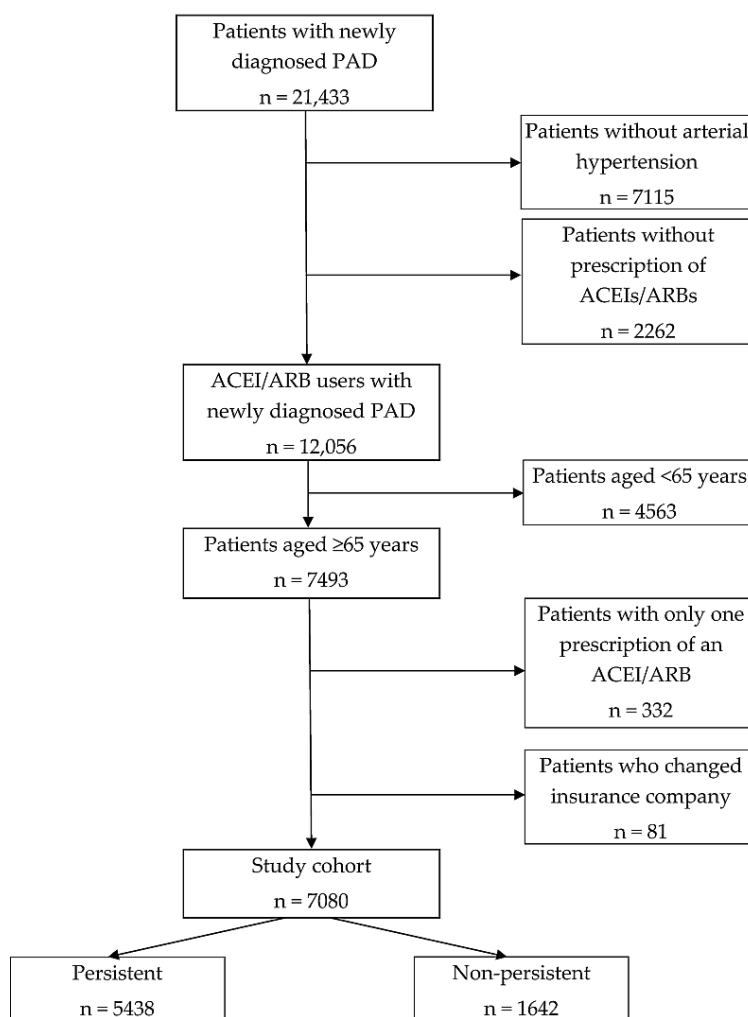 Patients with newly
diagnosed PAD
n = 21,433
Patients without arterial
hypertension
n = 7115
Patients without
prescription of
ACEIs/ARBs
n = 2262
ACEI/ARB users with
newly diagnosed PAD
n = 12,056
Patients aged <65 years
n = 4563
Patients aged ≥65 years
n = 7493
Patients with only one
prescription of an
ACEI/ARB
n = 332
Patients who changed
insurance company
n = 81
Study cohort
n = 7080
Persistent
n = 5438
Non-persistent
n = 1642